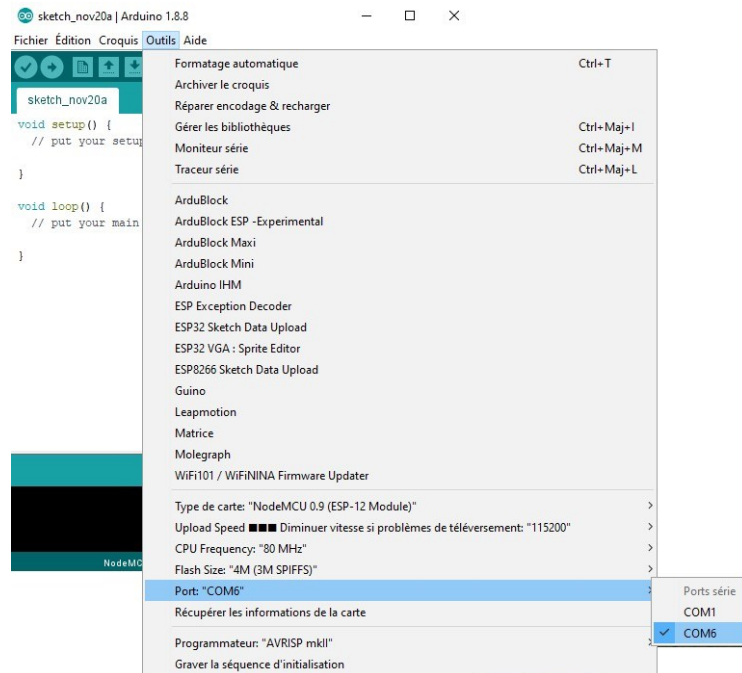 sketch_nov20a | Arduino 1.8.8
Fichier Édition Croquis Outils Aide
sketch_nov20a
void setup() {
// put your setup
}
void loop() {
// put your main
}
NodeMC
Formatage automatique Ctrl+T
Archiver le croquis
Réparer encodage & recharger
Gérer les bibliothèques Ctrl+Maj+I
Moniteur série Ctrl+Maj+M
Traceur série Ctrl+Maj+L
ArduBlock
ArduBlock ESP -Experimental
ArduBlock Maxi
ArduBlock Mini
Arduino IHM
ESP Exception Decoder
ESP32 Sketch Data Upload
ESP32 VGA : Sprite Editor
ESP8266 Sketch Data Upload
Guino
Leapmotion
Matrice
Molegraph
WiFi101 / WiFiNINA Firmware Updater
Type de carte: "NodeMCU 0.9 (ESP-12 Module)"
Upload Speed ■■■ Diminuer vitesse si problèmes de téléversement: "115200"
CPU Frequency: "80 MHz"
Flash Size: "4M (3M SPIFFS)"
Port: "COM6"
Récupérer les informations de la carte
Programmateur: "AVRISP mkII"
Graver la séquence d'initialisation
Ports série
COM1
COM6